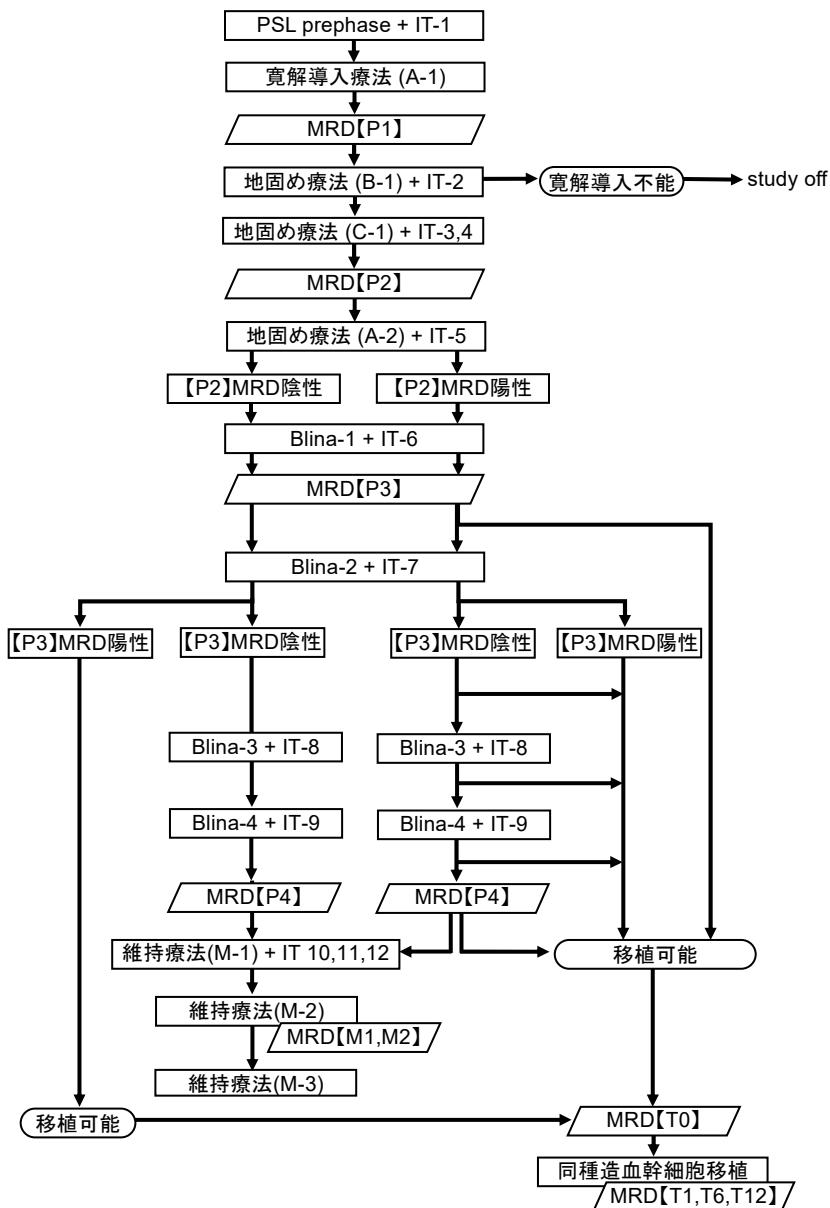 PSL prephase + IT-1
寛解導入療法 (A-1)
MRD【P1】
地固め療法 (B-1) + IT-2
寛解導入不能
study off
地固め療法 (C-1) + IT-3,4
MRD【P2】
地固め療法 (A-2) + IT-5
【P2】MRD陰性
【P2】MRD陽性
Blina-1 + IT-6
MRD【P3】
Blina-2 + IT-7
【P3】MRD陽性
【P3】MRD陰性
【P3】MRD陰性
【P3】MRD陽性
Blina-3 + IT-8
Blina-3 + IT-8
Blina-4 + IT-9
Blina-4 + IT-9
MRD【P4】
MRD【P4】
維持療法(M-1) + IT 10,11,12
移植可能
維持療法(M-2)
MRD【M1,M2】
維持療法(M-3)
移植可能
MRD【T0】
同種造血幹細胞移植
MRD【T1,T6,T12】